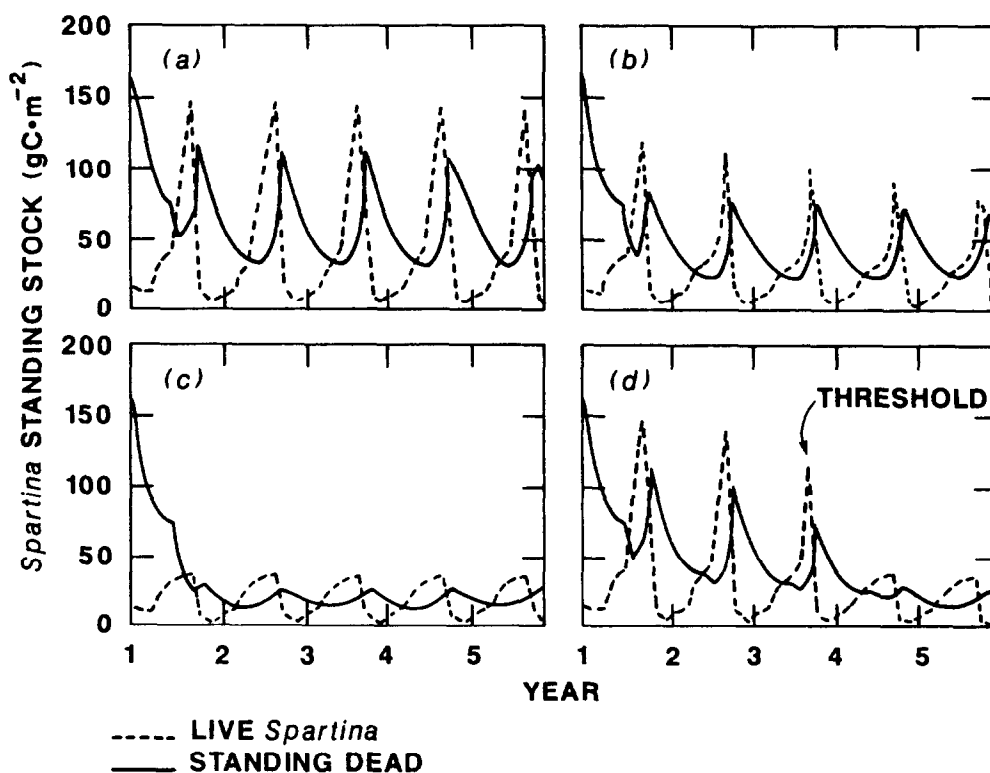 Spartina STANDING STOCK (gC•m⁻²)
200
150
100
50
0
(a)
(b)
200
150
100
50
0
(c)
(d)
THRESHOLD
1 2 3 4 5
1 2 3 4 5
YEAR
LIVE Spartina
STANDING DEAD